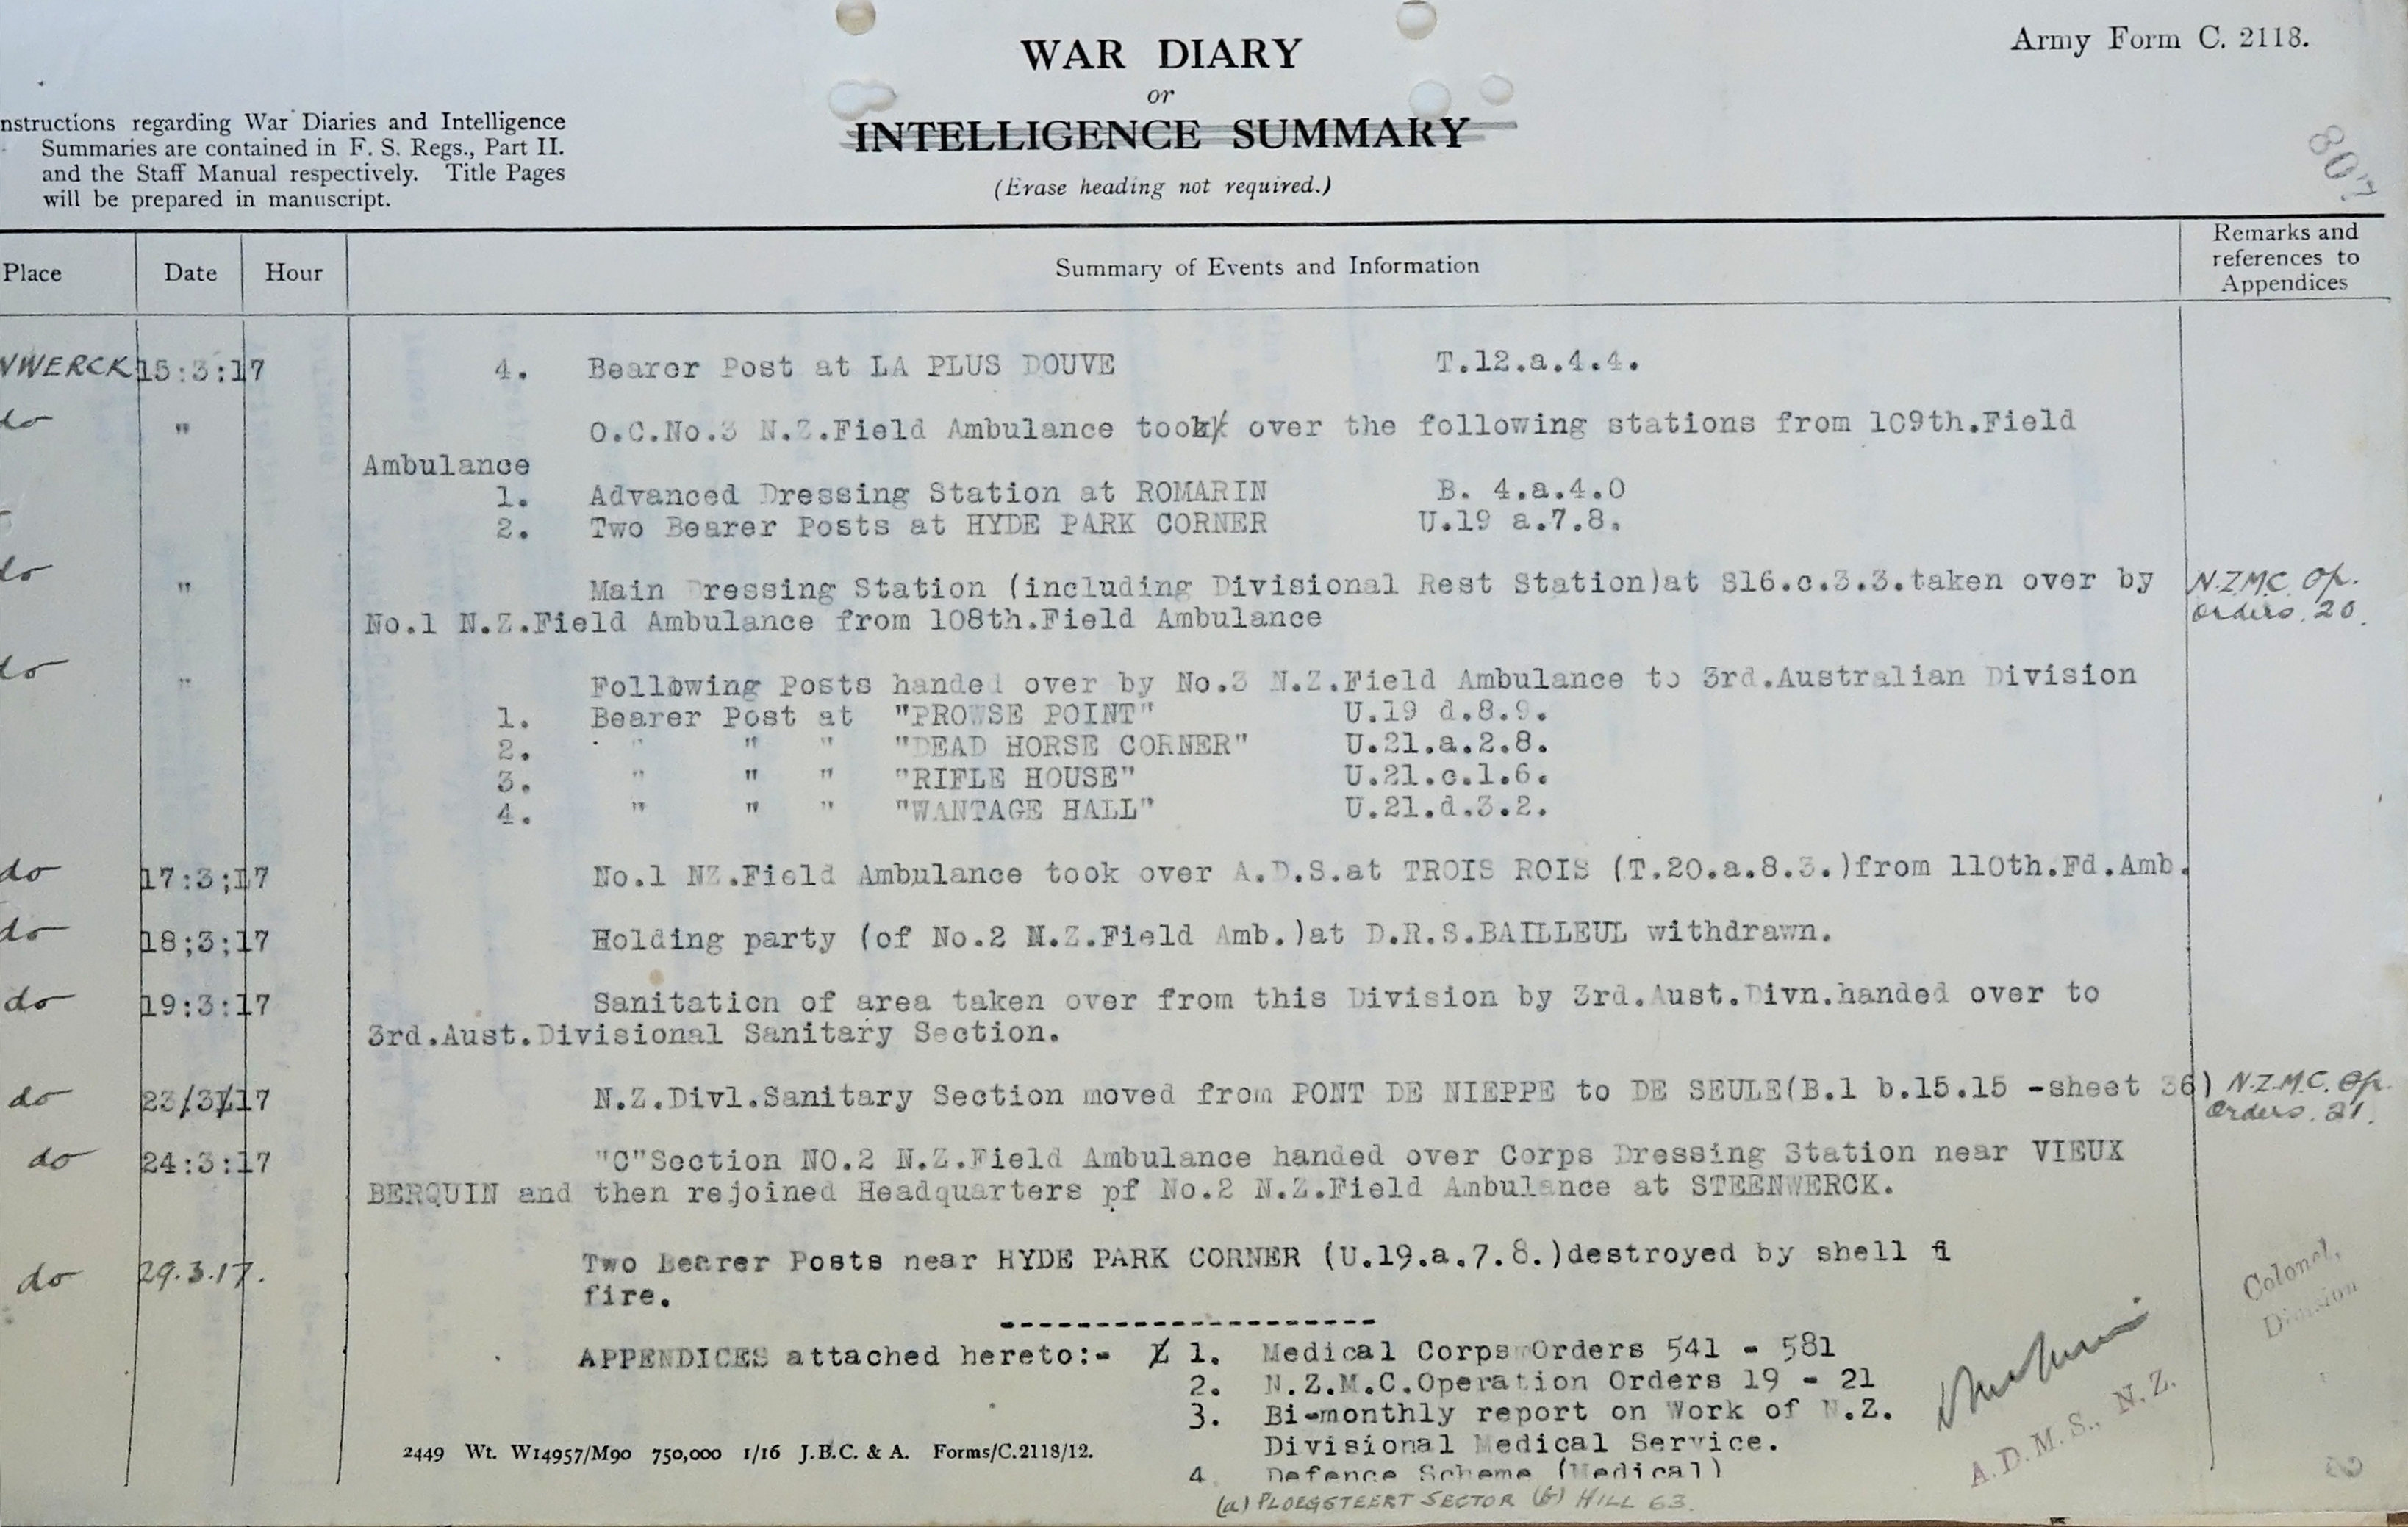 Army Form C. 2118.
WAR DIARY
or
INTELLIGENCE SUMMARY
(Erase heading not required.)
nstructions regarding War Diaries and Intelligence
Summaries are contained in F. S. Regs., Part II.
and the Staff Manual respectively. Title Pages
will be prepared in manuscript.
807
Place Date Hour Summary of Events and Information Remarks and references to Appendices
NWERCK 15:3:17 4. Bearer Post at LA PLUS DOUVE T.12.a.4.4.
do " O.C.No.3 N.Z.Field Ambulance took over the following stations from 109th.Field
Ambulance
1. Advanced Dressing Station at ROMARIN B. 4.a.4.0
2. Two Bearer Posts at HYDE PARK CORNER U.19 a.7.8.
do " Main Dressing Station (including Divisional Rest Station)at S16.c.3.3.taken over by N.Z.M.C. Op.
No.1 N.Z.Field Ambulance from 108th.Field Ambulance orders. 20.
do " Following Posts handed over by No.3 N.Z.Field Ambulance to 3rd.Australian Division
1. Bearer Post at "PROWSE POINT" U.19 d.8.9.
2. " " " "DEAD HORSE CORNER" U.21.a.2.8.
3. " " " "RIFLE HOUSE" U.21.c.1.6.
4. " " " "WANTAGE HALL" U.21.d.3.2.
do 17:3;17 No.1 NZ.Field Ambulance took over A.D.S.at TROIS ROIS (T.20.a.8.3.)from 110th.Fd.Amb.
do 18;3;17 Holding party (of No.2 N.Z.Field Amb.)at D.R.S.BAILLEUL withdrawn.
do 19:3:17 Sanitation of area taken over from this Division by 3rd.Aust.Divn.handed over to
3rd.Aust.Divisional Sanitary Section.
do 23/3/17 N.Z.Divl.Sanitary Section moved from PONT DE NIEPPE to DE SEULE(B.1 b.15.15 -sheet 36) N.Z.M.C. Op.
Orders. 21.
do 24:3:17 "C"Section NO.2 N.Z.Field Ambulance handed over Corps Dressing Station near VIEUX
BERQUIN and then rejoined Headquarters pf No.2 N.Z.Field Ambulance at STEENWERCK.
do 29.3.17. Two Bearer Posts near HYDE PARK CORNER (U.19.a.7.8.)destroyed by shell fi
fire.
--------------------
APPENDICES attached hereto:- 1. Medical Corps Orders 541 - 581
2. N.Z.M.C.Operation Orders 19 - 21
3. Bi-monthly report on Work of N.Z.
Divisional Medical Service.
4. Defence Scheme (Medical)
(a) PLOEGSTEERT SECTOR (b) HILL 63.
Colonel,
A.D.M.S., N.Z. Division
2449 Wt. W14957/M90 750,000 1/16 J.B.C. & A. Forms/C.2118/12.